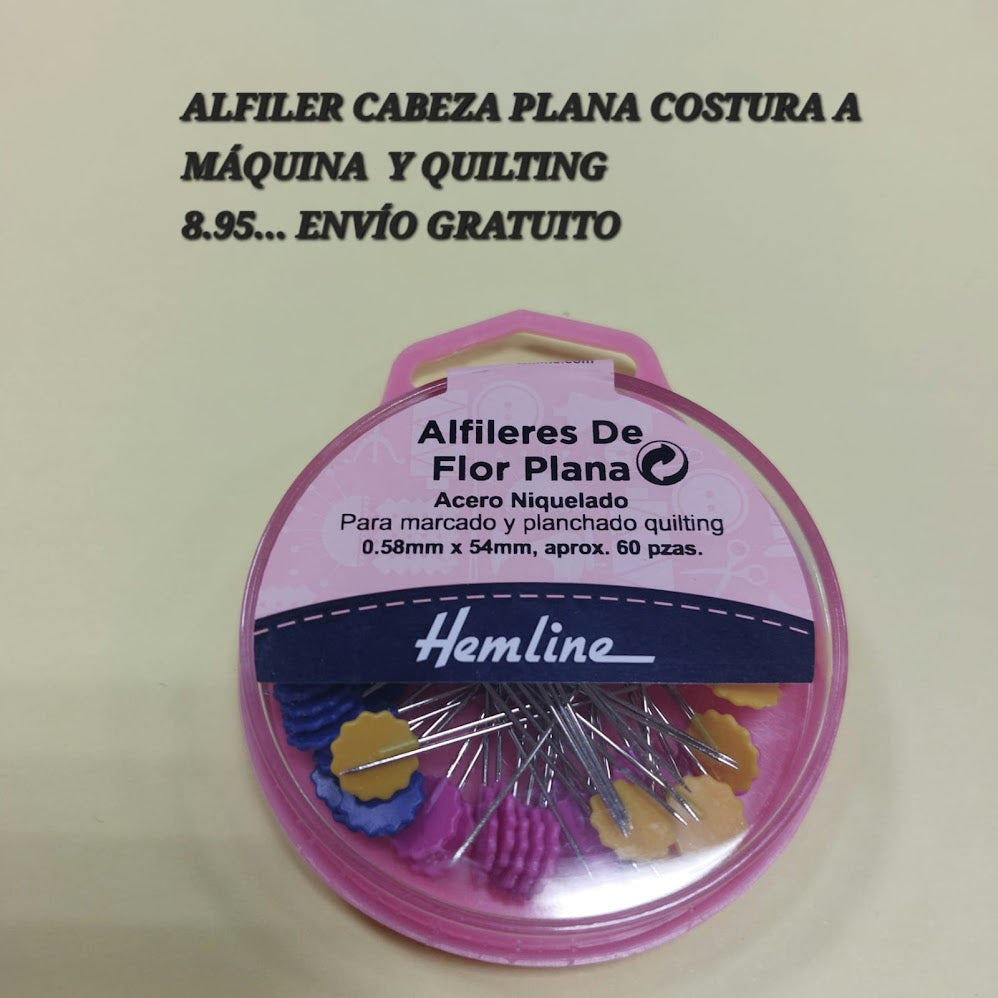 ALFILER CABEZA PLANA COSTURA A
MÁQUINA Y QUILTING
8.95... ENVÍO GRATUITO
Alfileres De
Flor Plana
Acero Niquelado
Para marcado y planchado quilting
0.58mm x 54mm, aprox. 60 pzas.
Hemline